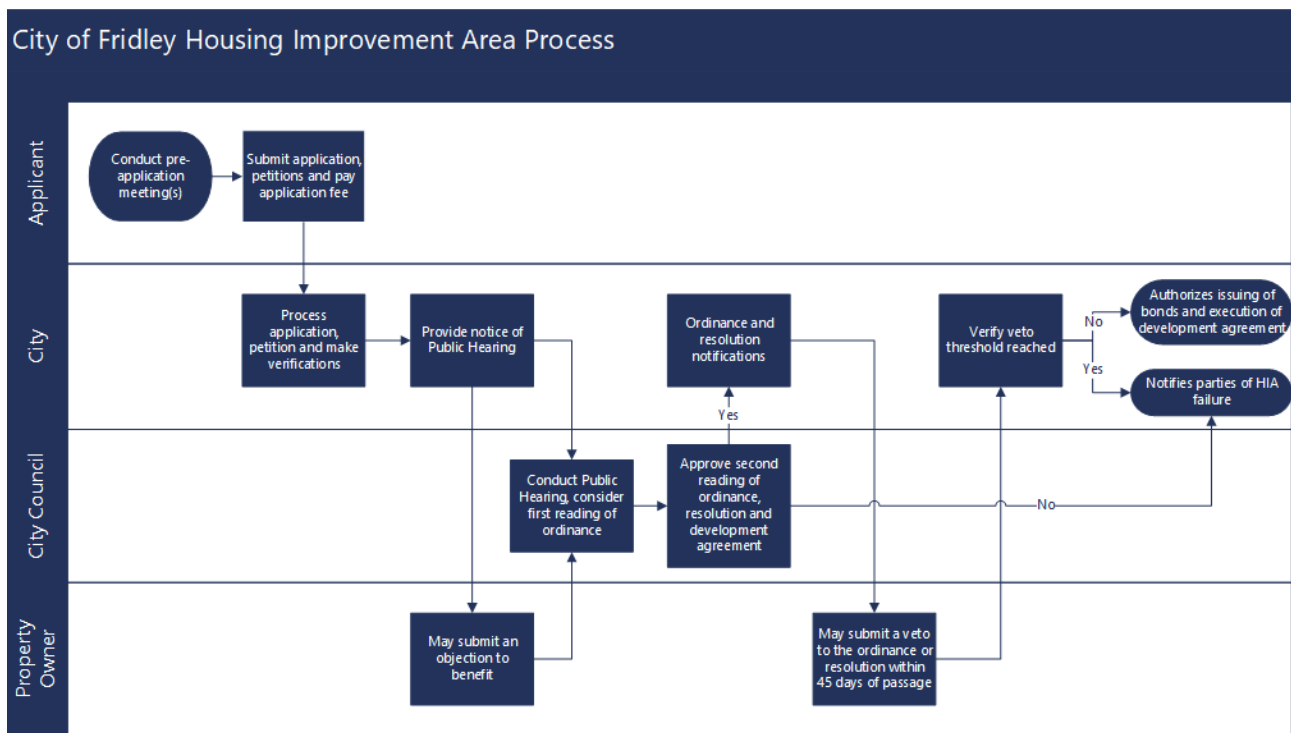 City of Fridley Housing Improvement Area Process
Applicant
Conduct pre-
application
meeting(s)
Submit application,
petitions and pay
application fee
City
Process
application,
petition and make
verifications
Provide notice of
Public Hearing
Ordinance and
resolution
notifications
Verify veto
threshold reached
No
Yes
Authorizes issuing of
bonds and execution of
development agreement
Notifies parties of HIA
failure
Yes
City Council
Conduct Public
Hearing, consider
first reading of
ordinance
Approve second
reading of
ordinance,
resolution and
development
agreement
No
Property
Owner
May submit an
objection to
benefit
May submit a veto
to the ordinance or
resolution within
45 days of passage